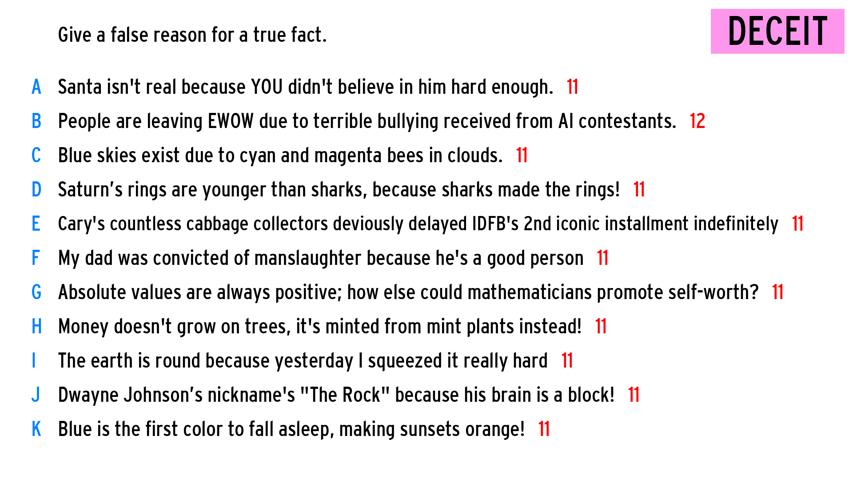 Give a false reason for a true fact.
DECEIT
A Santa isn't real because YOU didn't believe in him hard enough. 11
B People are leaving EWOW due to terrible bullying received from AI contestants. 12
C Blue skies exist due to cyan and magenta bees in clouds. 11
D Saturn’s rings are younger than sharks, because sharks made the rings! 11
E Cary's countless cabbage collectors deviously delayed IDFB's 2nd iconic installment indefinitely 11
F My dad was convicted of manslaughter because he's a good person 11
G Absolute values are always positive; how else could mathematicians promote self-worth? 11
H Money doesn't grow on trees, it's minted from mint plants instead! 11
I The earth is round because yesterday I squeezed it really hard 11
J Dwayne Johnson’s nickname's "The Rock" because his brain is a block! 11
K Blue is the first color to fall asleep, making sunsets orange! 11